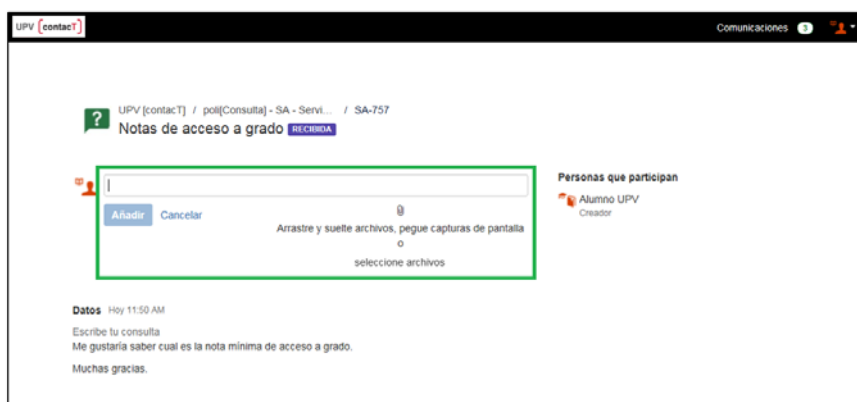 UPV [contacT]
Comunicaciones 3
UPV [contacT] / poli[Consulta] - SA - Servi... / SA-757
Notas de acceso a grado RECIBIDA
Añadir Cancelar
Arrastre y suelte archivos, pegue capturas de pantalla
o
seleccione archivos
Personas que participan
Alumno UPV
Creador
Datos Hoy 11:50 AM
Escribe tu consulta
Me gustaría saber cual es la nota mínima de acceso a grado.
Muchas gracias.